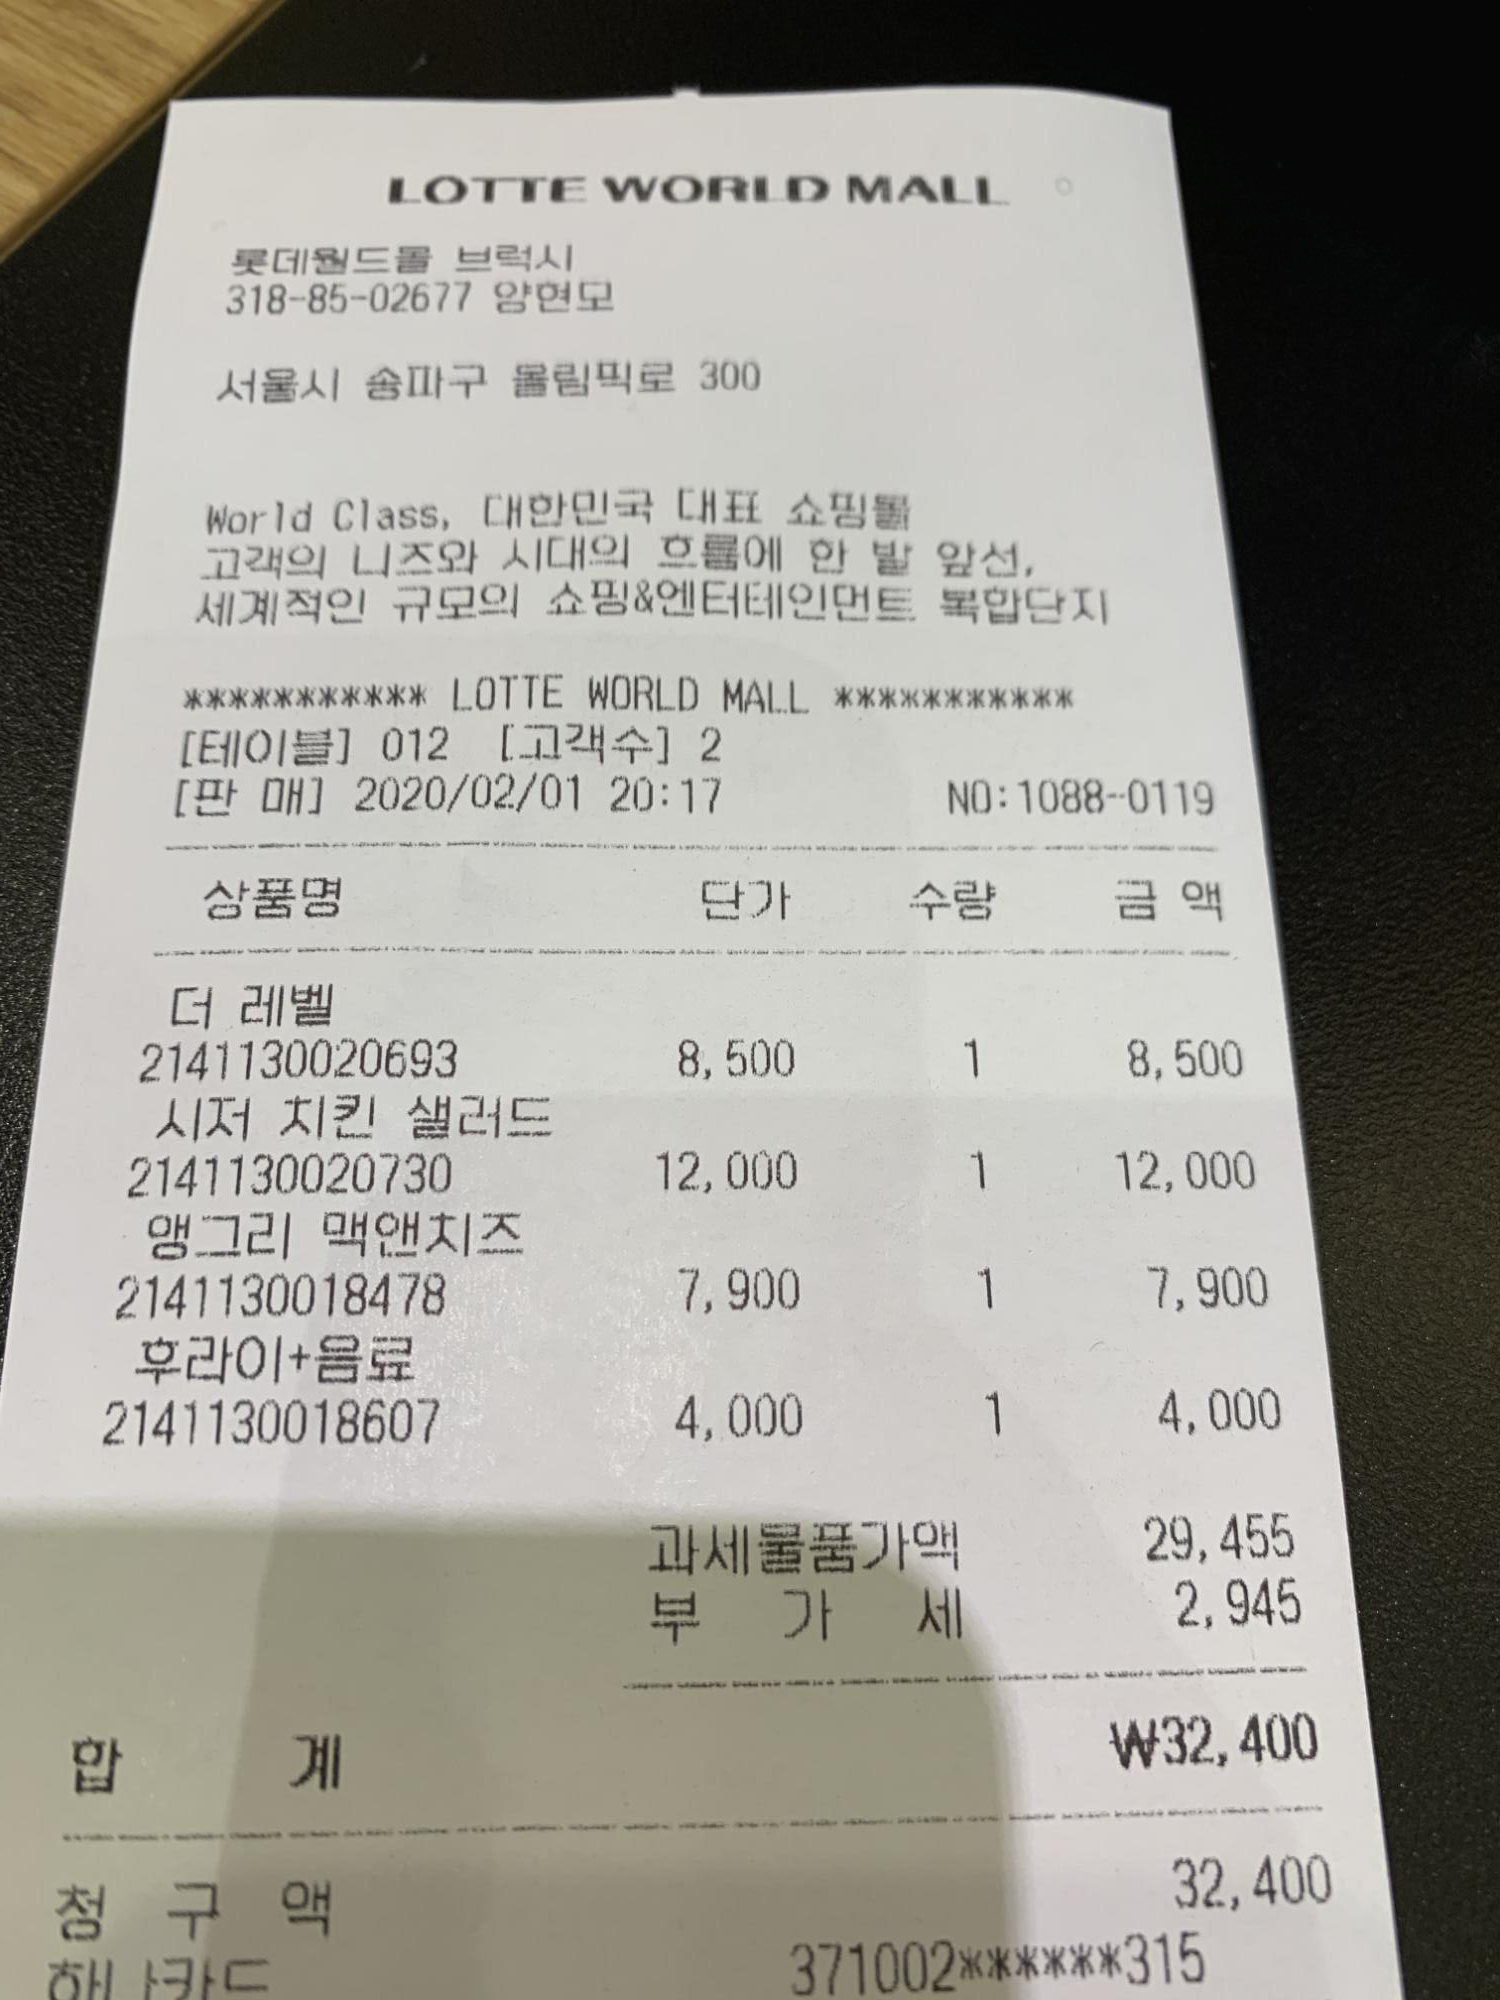 LOTTE WORLD MALL
롯데월드몰 브럭시
318-85-02677 양현모
서울시 송파구 올림픽로 300
World Class, 대한민국 대표 쇼핑몰
고객의 니즈와 시대의 흐름에 한 발 앞선,
세계적인 규모의 쇼핑&엔터테인먼트 복합단지
*********** LOTTE WORLD MALL ***********
[테이블] 012 [고객수] 2
[판 매] 2020/02/01 20:17 NO:1088-0119
상품명 단가 수량 금 액
더 레벨
2141130020693 8,500 1 8,500
시저 치킨 샐러드
2141130020730 12,000 1 12,000
앵그리 맥앤치즈
2141130018478 7,900 1 7,900
후라이+음료
2141130018607 4,000 1 4,000
과세물품가액 29,455
부 가 세 2,945
합 계 ₩32,400
청 구 액 32,400
371002******315